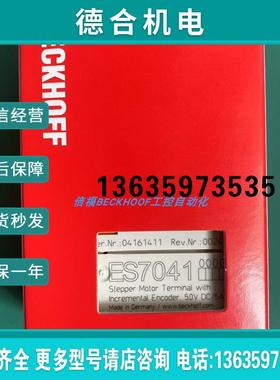 德合机电
BECKHOFF
信经营
后保障
货秒发
保一年
13635973535
倍福BECKHOOF工控自动化
Ser.Nr.:04161411 Rev.Nr.:002
ES7041
Stepper Motor Terminal with
Incremental Encoder, 50V DC, 5A
Made in Germany / www.beckhoff.com
齐全 更多型号请店咨询 电话:1363597